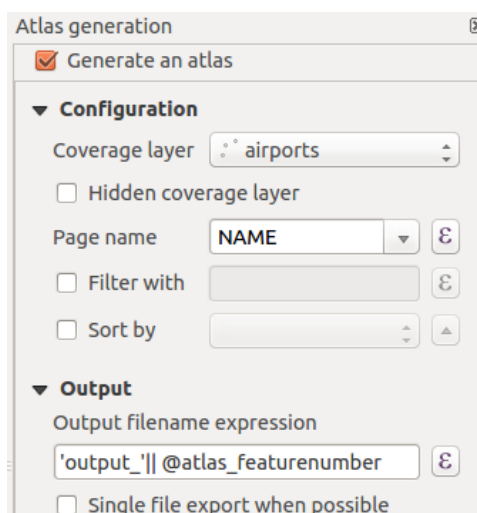 Atlas generation
Generate an atlas
Configuration
Coverage layer airports
Hidden coverage layer
Page name NAME ε
Filter with ε
Sort by
Output
Output filename expression
'output_'|| @atlas_featurenumber ε
Single file export when possible